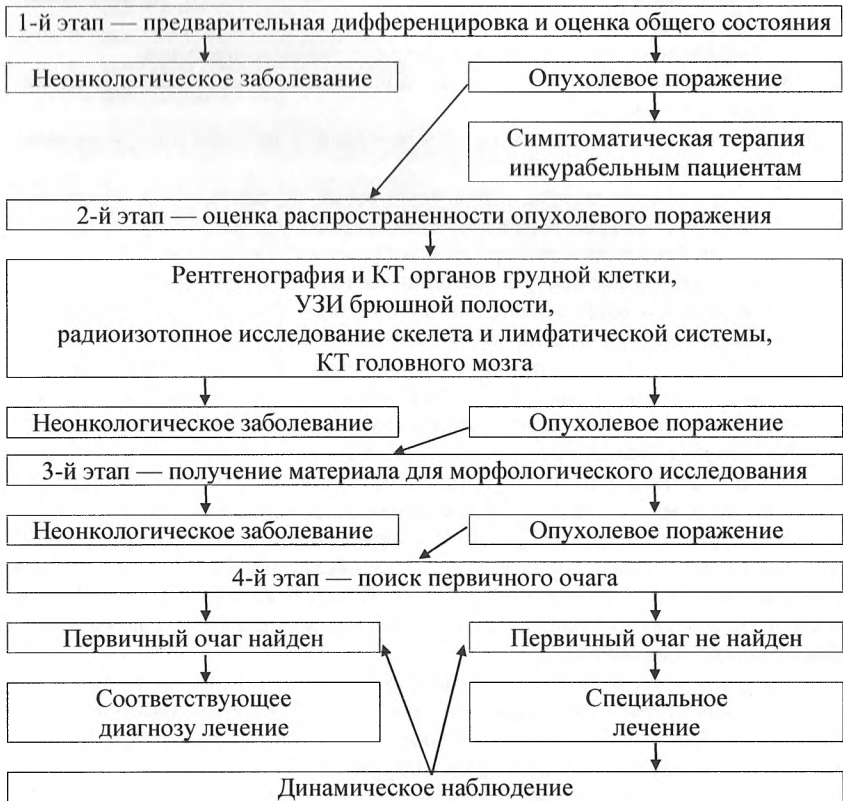 1-й этап — предварительная дифференцировка и оценка общего состояния
Неонкологическое заболевание
Опухолевое поражение
Симптоматическая терапия
инкурабельным пациентам
2-й этап — оценка распространенности опухолевого поражения
Рентгенография и КТ органов грудной клетки,
УЗИ брюшной полости,
радиоизотопное исследование скелета и лимфатической системы,
КТ головного мозга
Неонкологическое заболевание
Опухолевое поражение
3-й этап — получение материала для морфологического исследования
Неонкологическое заболевание
Опухолевое поражение
4-й этап — поиск первичного очага
Первичный очаг найден
Первичный очаг не найден
Соответствующее
диагнозу лечение
Специальное
лечение
Динамическое наблюдение